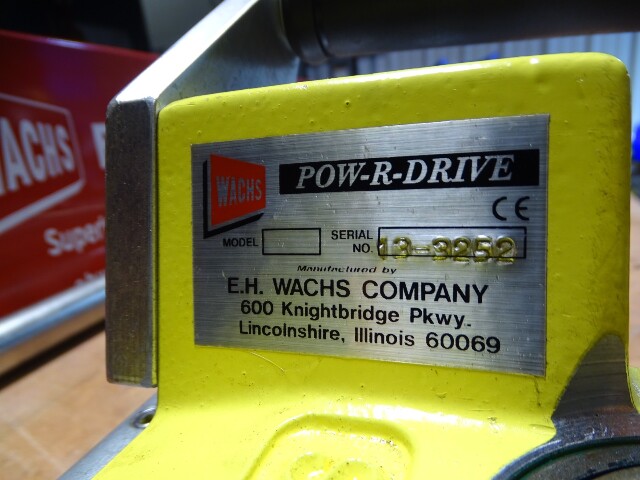 WACHS
Super
WACHS
POW-R-DRIVE
CE
MODEL
SERIAL NO. 13-3252
Manufactured by
E.H. WACHS COMPANY
600 Knightbridge Pkwy.
Lincolnshire, Illinois 60069